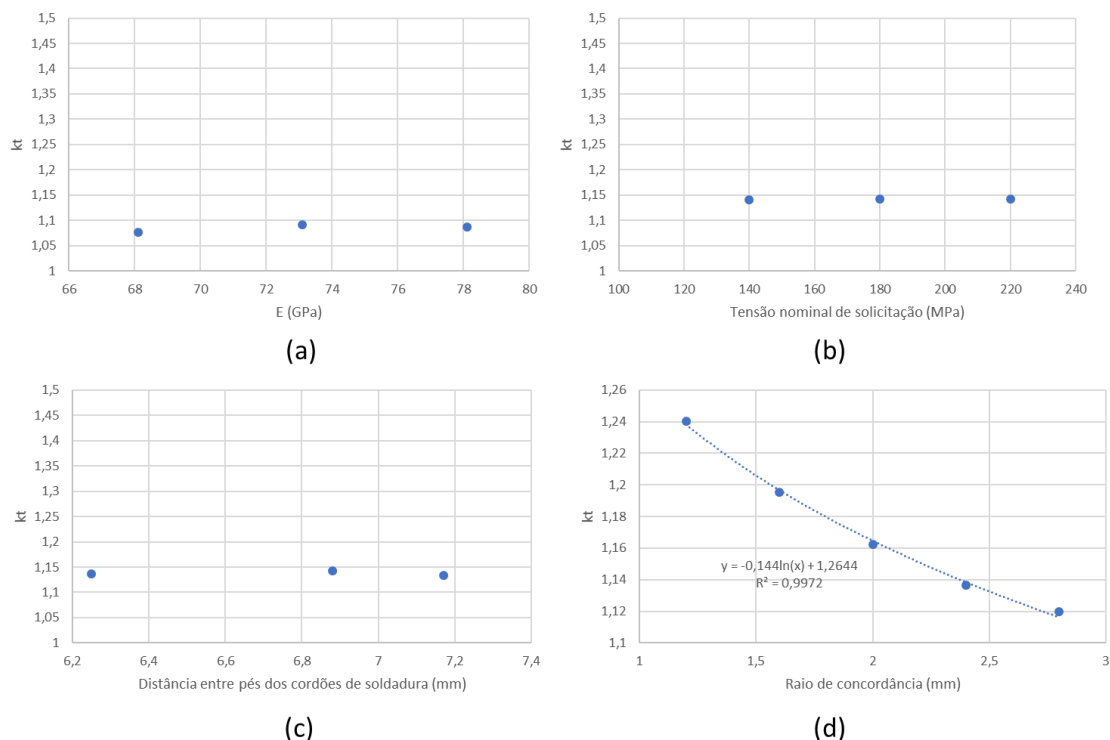 1,5
1,45
1,4
1,35
1,3
1,25
1,2
1,15
1,1
1,05
1
kt
66 68 70 72 74 76 78 80
E (GPa)
(a)
1,5
1,45
1,4
1,35
1,3
1,25
1,2
1,15
1,1
1,05
1
kt
100 120 140 160 180 200 220 240
Tensão nominal de solicitação (MPa)
(b)
1,5
1,45
1,4
1,35
1,3
1,25
1,2
1,15
1,1
1,05
1
kt
6,2 6,4 6,6 6,8 7 7,2 7,4
Distância entre pés dos cordões de soldadura (mm)
(c)
1,26
1,24
1,22
1,2
1,18
1,16
1,14
1,12
1,1
kt
y = -0,144ln(x) + 1,2644
R² = 0,9972
1 1,5 2 2,5 3
Raio de concordância (mm)
(d)